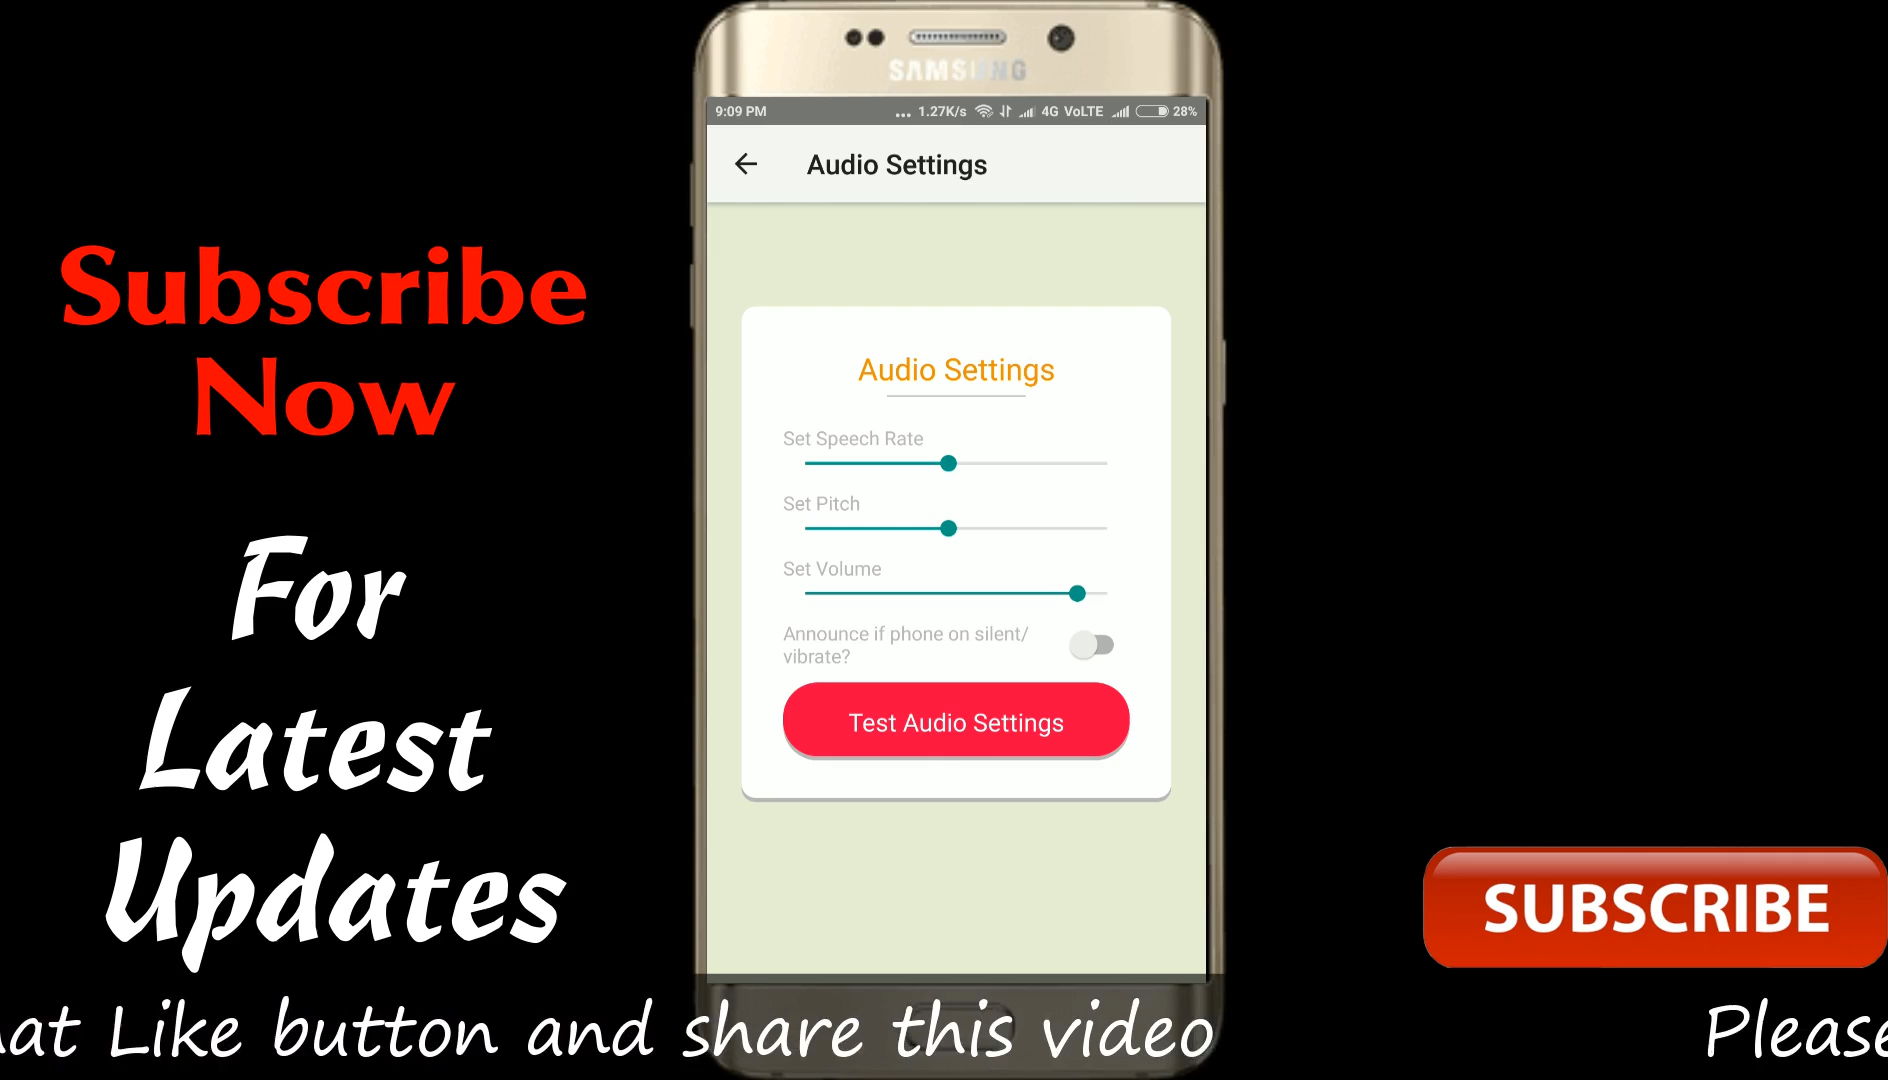 SAMSUNG
9:09 PM
... 1.27K/s 4G VoLTE 28%
Audio Settings
Audio Settings
Set Speech Rate
Set Pitch
Set Volume
Announce if phone on silent/
vibrate?
Test Audio Settings
Subscribe
Now
For
Latest
Updates
SUBSCRIBE
Like button and share this video
Please